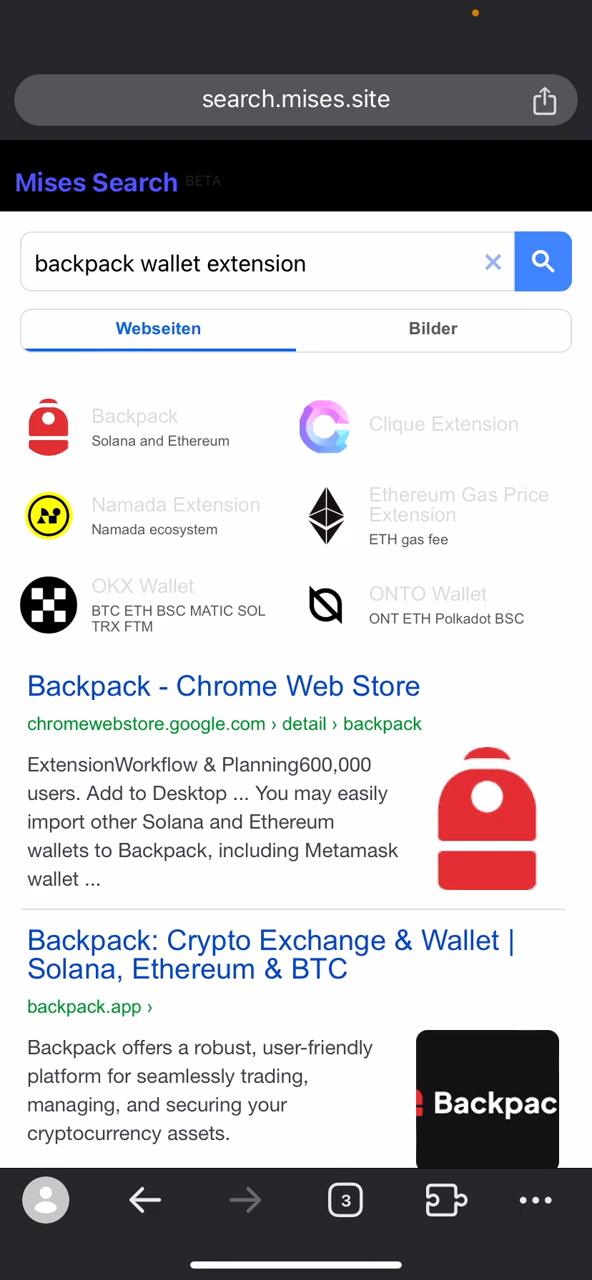 search.mises.site
Mises Search BETA
backpack wallet extension
Webseiten
Bilder
Backpack
Solana and Ethereum
Clique Extension
Namada Extension
Namada ecosystem
Ethereum Gas Price
Extension
ETH gas fee
OKX Wallet
BTC ETH BSC MATIC SOL
TRX FTM
ONTO Wallet
ONT ETH Polkadot BSC
Backpack - Chrome Web Store
chromewebstore.google.com › detail › backpack
ExtensionWorkflow & Planning600,000
users. Add to Desktop ... You may easily
import other Solana and Ethereum
wallets to Backpack, including Metamask
wallet ...
Backpack: Crypto Exchange & Wallet |
Solana, Ethereum & BTC
backpack.app ›
Backpack offers a robust, user-friendly
platform for seamlessly trading,
managing, and securing your
cryptocurrency assets.
Backpac
3